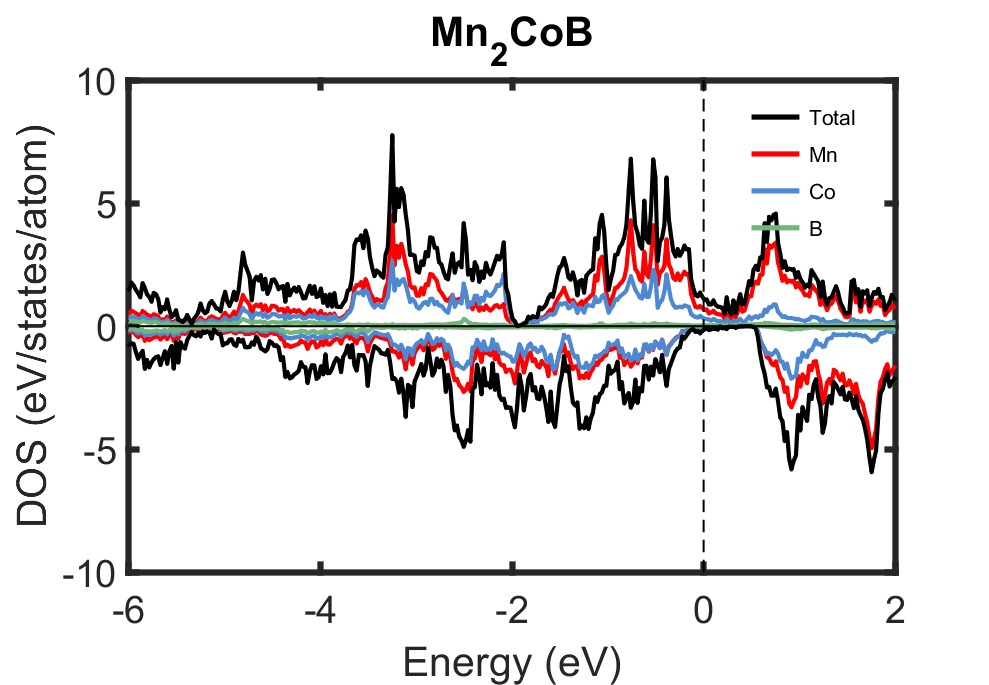 Mn2CoB
DOS (eV/states/atom)
10
5
0
-5
-10
Total
Mn
Co
B
-6
-4
-2
0
2
Energy (eV)